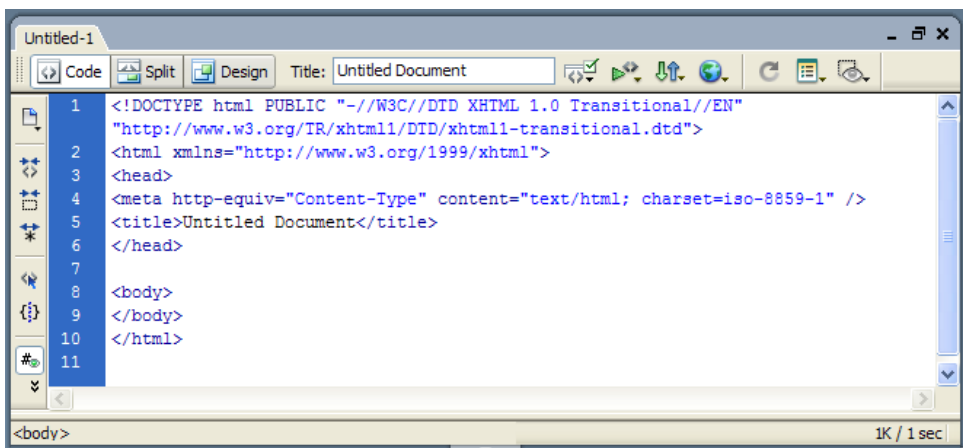 Untitled-1
Code Split Design Title: Untitled Document
1 <!DOCTYPE html PUBLIC "-//W3C//DTD XHTML 1.0 Transitional//EN"
"http://www.w3.org/TR/xhtml1/DTD/xhtml1-transitional.dtd">
2 <html xmlns="http://www.w3.org/1999/xhtml">
3 <head>
4 <meta http-equiv="Content-Type" content="text/html; charset=iso-8859-1" />
5 <title>Untitled Document</title>
6 </head>
7
8 <body>
9 </body>
10 </html>
11
<body> 1K / 1 sec